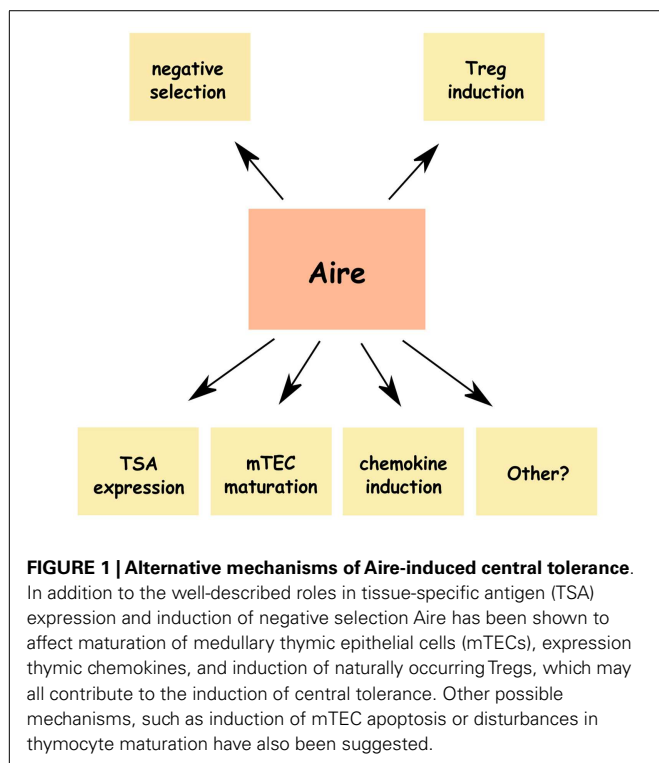 negative
selection
Treg
induction
Aire
TSA
expression
mTEC
maturation
chemokine
induction
Other?
FIGURE 1 | Alternative mechanisms of Aire-induced central tolerance.
In addition to the well-described roles in tissue-specific antigen (TSA)
expression and induction of negative selection Aire has been shown to
affect maturation of medullary thymic epithelial cells (mTECs), expression
thymic chemokines, and induction of naturally occurring Tregs, which may
all contribute to the induction of central tolerance. Other possible
mechanisms, such as induction of mTEC apoptosis or disturbances in
thymocyte maturation have also been suggested.